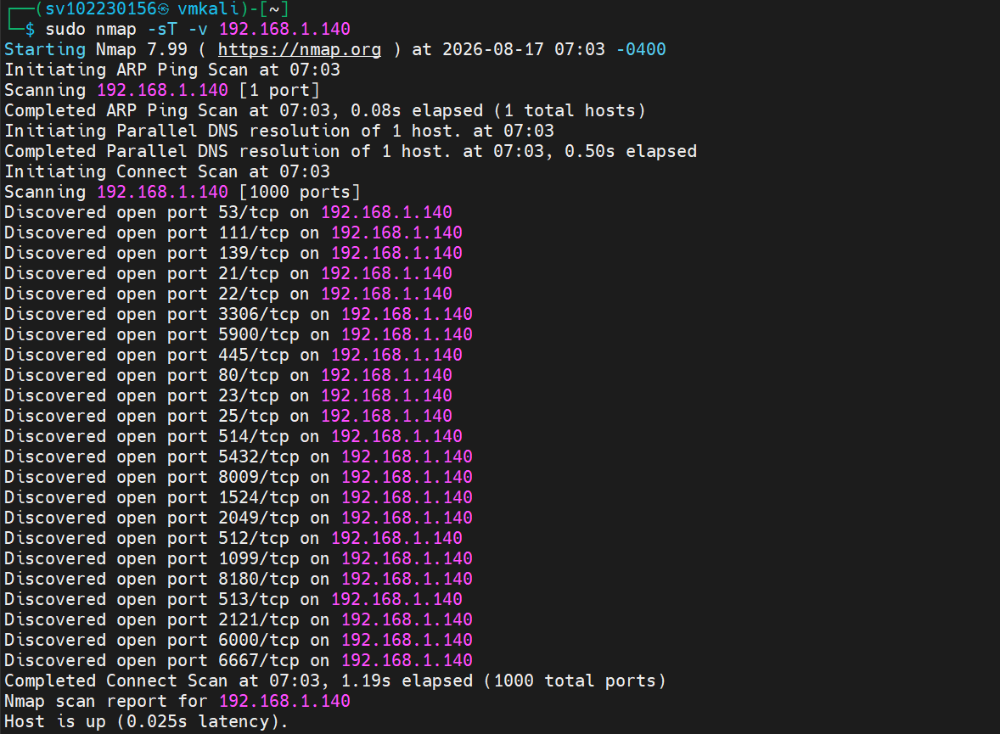 ┌──(sv102230156㉿ vmkali)-[~]
└─$ sudo nmap -sT -v 192.168.1.140
Starting Nmap 7.99 ( https://nmap.org ) at 2026-08-17 07:03 -0400
Initiating ARP Ping Scan at 07:03
Scanning 192.168.1.140 [1 port]
Completed ARP Ping Scan at 07:03, 0.08s elapsed (1 total hosts)
Initiating Parallel DNS resolution of 1 host. at 07:03
Completed Parallel DNS resolution of 1 host. at 07:03, 0.50s elapsed
Initiating Connect Scan at 07:03
Scanning 192.168.1.140 [1000 ports]
Discovered open port 53/tcp on 192.168.1.140
Discovered open port 111/tcp on 192.168.1.140
Discovered open port 139/tcp on 192.168.1.140
Discovered open port 21/tcp on 192.168.1.140
Discovered open port 22/tcp on 192.168.1.140
Discovered open port 3306/tcp on 192.168.1.140
Discovered open port 5900/tcp on 192.168.1.140
Discovered open port 445/tcp on 192.168.1.140
Discovered open port 80/tcp on 192.168.1.140
Discovered open port 23/tcp on 192.168.1.140
Discovered open port 25/tcp on 192.168.1.140
Discovered open port 514/tcp on 192.168.1.140
Discovered open port 5432/tcp on 192.168.1.140
Discovered open port 8009/tcp on 192.168.1.140
Discovered open port 1524/tcp on 192.168.1.140
Discovered open port 2049/tcp on 192.168.1.140
Discovered open port 512/tcp on 192.168.1.140
Discovered open port 1099/tcp on 192.168.1.140
Discovered open port 8180/tcp on 192.168.1.140
Discovered open port 513/tcp on 192.168.1.140
Discovered open port 2121/tcp on 192.168.1.140
Discovered open port 6000/tcp on 192.168.1.140
Discovered open port 6667/tcp on 192.168.1.140
Completed Connect Scan at 07:03, 1.19s elapsed (1000 total ports)
Nmap scan report for 192.168.1.140
Host is up (0.025s latency).